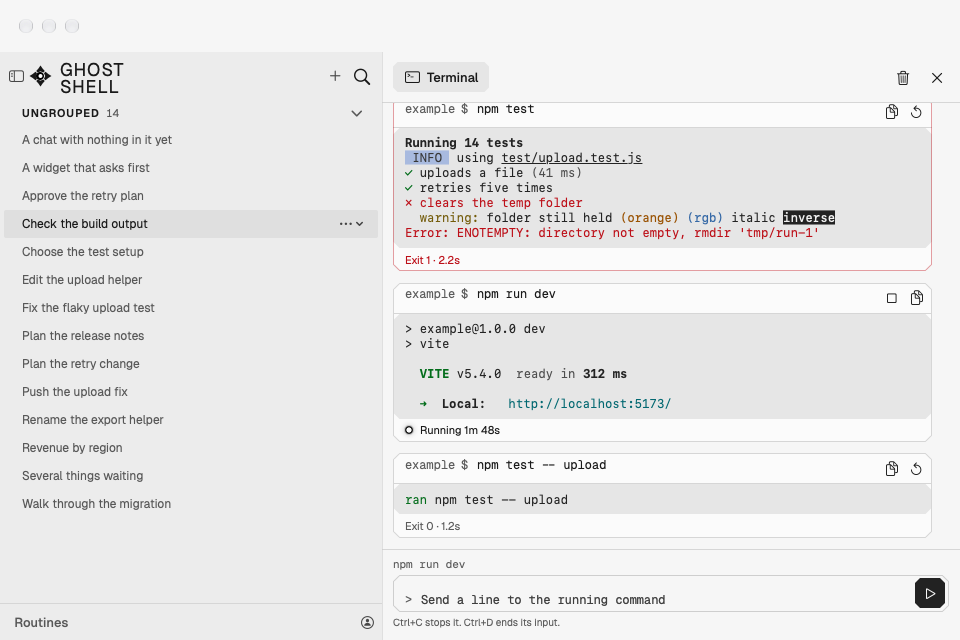 GHOST
SHELL
UNGROUPED 14
A chat with nothing in it yet
A widget that asks first
Approve the retry plan
Check the build output
Choose the test setup
Edit the upload helper
Fix the flaky upload test
Plan the release notes
Plan the retry change
Push the upload fix
Rename the export helper
Revenue by region
Several things waiting
Walk through the migration
Routines
Terminal
example $ npm test
Running 14 tests
INFO using test/upload.test.js
✓ uploads a file (41 ms)
✓ retries five times
× clears the temp folder
warning: folder still held (orange) (rgb) italic inverse
Error: ENOTEMPTY: directory not empty, rmdir 'tmp/run-1'
Exit 1 · 2.2s
example $ npm run dev
> example@1.0.0 dev
> vite
VITE v5.4.0 ready in 312 ms
➜ Local: http://localhost:5173/
Running 1m 48s
example $ npm test -- upload
ran npm test -- upload
Exit 0 · 1.2s
npm run dev
> Send a line to the running command
Ctrl+C stops it. Ctrl+D ends its input.